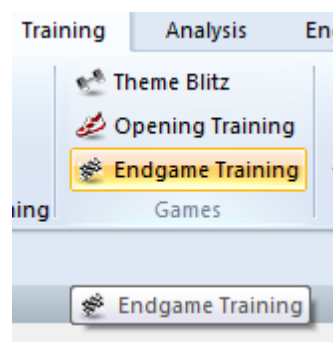 Training Analysis
Theme Blitz
Opening Training
Endgame Training
Games
Endgame Training